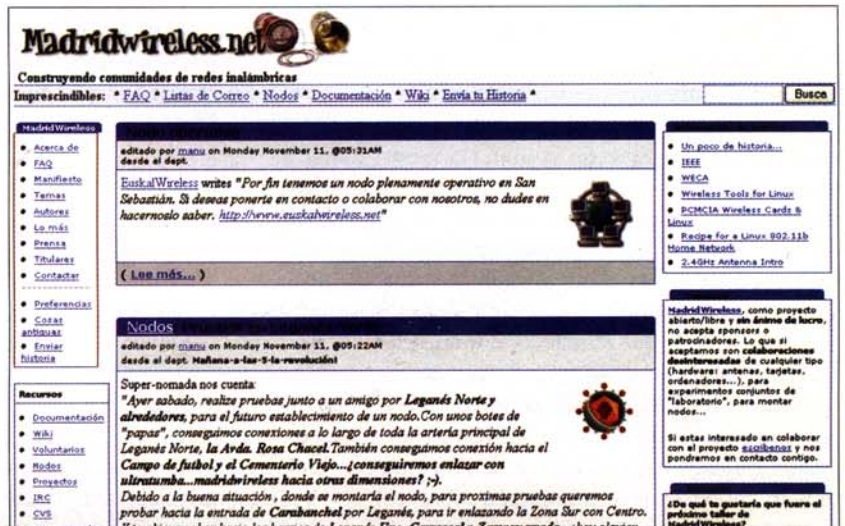 Madridwireless.net
Construyendo comunidades de redes inalámbricas
Imprescindibles: * FAQ * Listas de Correo * Nodos * Documentación * Wiki * Envía tu Historia *
Busca
MadridWireless
Acerca de
FAQ
Manifiesto
Temas
Autores
Lo más
Prensa
Titulares
Contactar
Preferencias
Cosas
antiguas
Enviar
historia
Recursos
Documentación
Wiki
Voluntarios
Nodos
Proyectos
IRC
CVS
editado por manu on Monday November 11, @05:31AM
desde el dept.
EuskalWireless writes "Por fin tenemos un nodo plenamente operativo en San
Sebastián. Si deseas ponerte en contacto o colaborar con nosotros, no dudes en
hacernoslo saber. http://www.euskalwireless.net"
( Lee más... )
Nodos
editado por manu on Monday November 11, @05:22AM
desde el dept. Mañana-a-las-5-la-revolución!
Super-nomada nos cuenta:
"Ayer sabado, realize pruebas junto a un amigo por Leganés Norte y
alrededores, para el futuro establecimiento de un nodo.Con unos botes de
"papas", conseguimos conexiones a lo largo de toda la arteria principal de
Leganés Norte, la Avda. Rosa Chacel.También conseguimos conexión hacia el
Campo de futbol y el Cementerio Viejo...¿conseguiremos enlazar con
ultratumba...madridwireless hacia otras dimensiones? ;-).
Debido a la buena situación , donde se montaria el nodo, para proximas pruebas queremos
probar hacia la entrada de Carabanchel por Leganés, para ir enlazando la Zona Sur con Centro.
Un poco de historia...
IEEE
WECA
Wireless Tools for Linux
PCMCIA Wireless Cards &
Linux
Recipe for a Linux 802.11b
Home Network
2.4GHz Antenna Intro
MadridWireless, como proyecto
abierto/libre y sin ánimo de lucro,
no acepta sponsors o
patrocinadores. Lo que si
aceptamos son colaboraciones
desinteresadas de cualquier tipo
(hardware: antenas, tarjetas,
ordenadores...), para
experimentos conjuntos de
"laboratorio", para montar
nodos...
Si estas interesado en colaborar
con el proyecto escribenos y nos
pondremos en contacto contigo.
¿De qué te gustaría que fuera el
próximo taller de
MadridWireless?